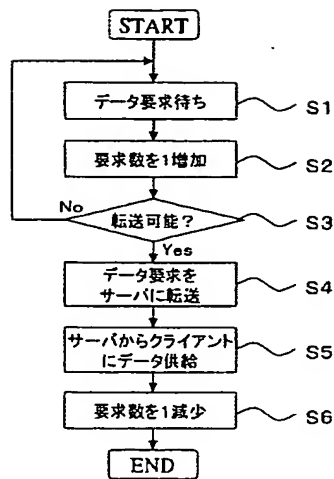 START
データ要求待ち
S1
要求数を1増加
S2
No
転送可能?
S3
Yes
データ要求を
サーバに転送
S4
サーバからクライアント
にデータ供給
S5
要求数を1減少
S6
END